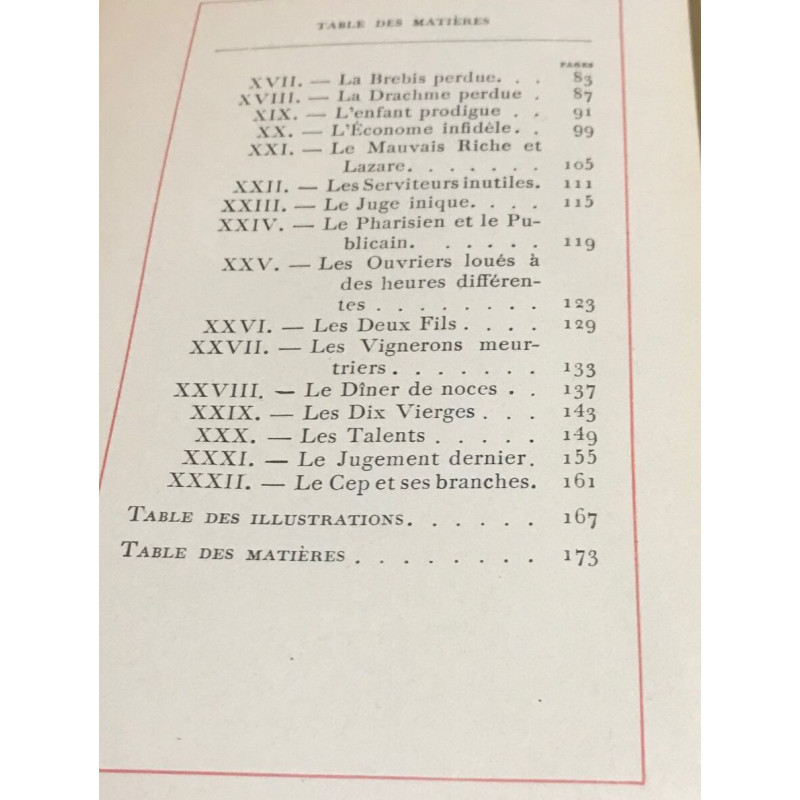 TABLE DES MATIÈRES
PAGES
XVII. — La Brebis perdue. . . 83
XVIII. — La Drachme perdue . 87
XIX. — L'enfant prodigue . . 91
XX. — L'Économe infidèle. . 99
XXI. — Le Mauvais Riche et
Lazare. . . . . . . 105
XXII. — Les Serviteurs inutiles. 111
XXIII. — Le Juge inique. . . . 115
XXIV. — Le Pharisien et le Pu-
blicain. . . . . . 119
XXV. — Les Ouvriers loués à
des heures différen-
tes . . . . . . . . 123
XXVI. — Les Deux Fils . . . . 129
XXVII. — Les Vignerons meur-
triers . . . . . . . 133
XXVIII. — Le Dîner de noces . . 137
XXIX. — Les Dix Vierges . . . 143
XXX. — Les Talents . . . . . 149
XXXI. — Le Jugement dernier. 155
XXXII. — Le Cep et ses branches. 161
TABLE DES ILLUSTRATIONS. . . . . . 167
TABLE DES MATIÈRES . . . . . . . . 173